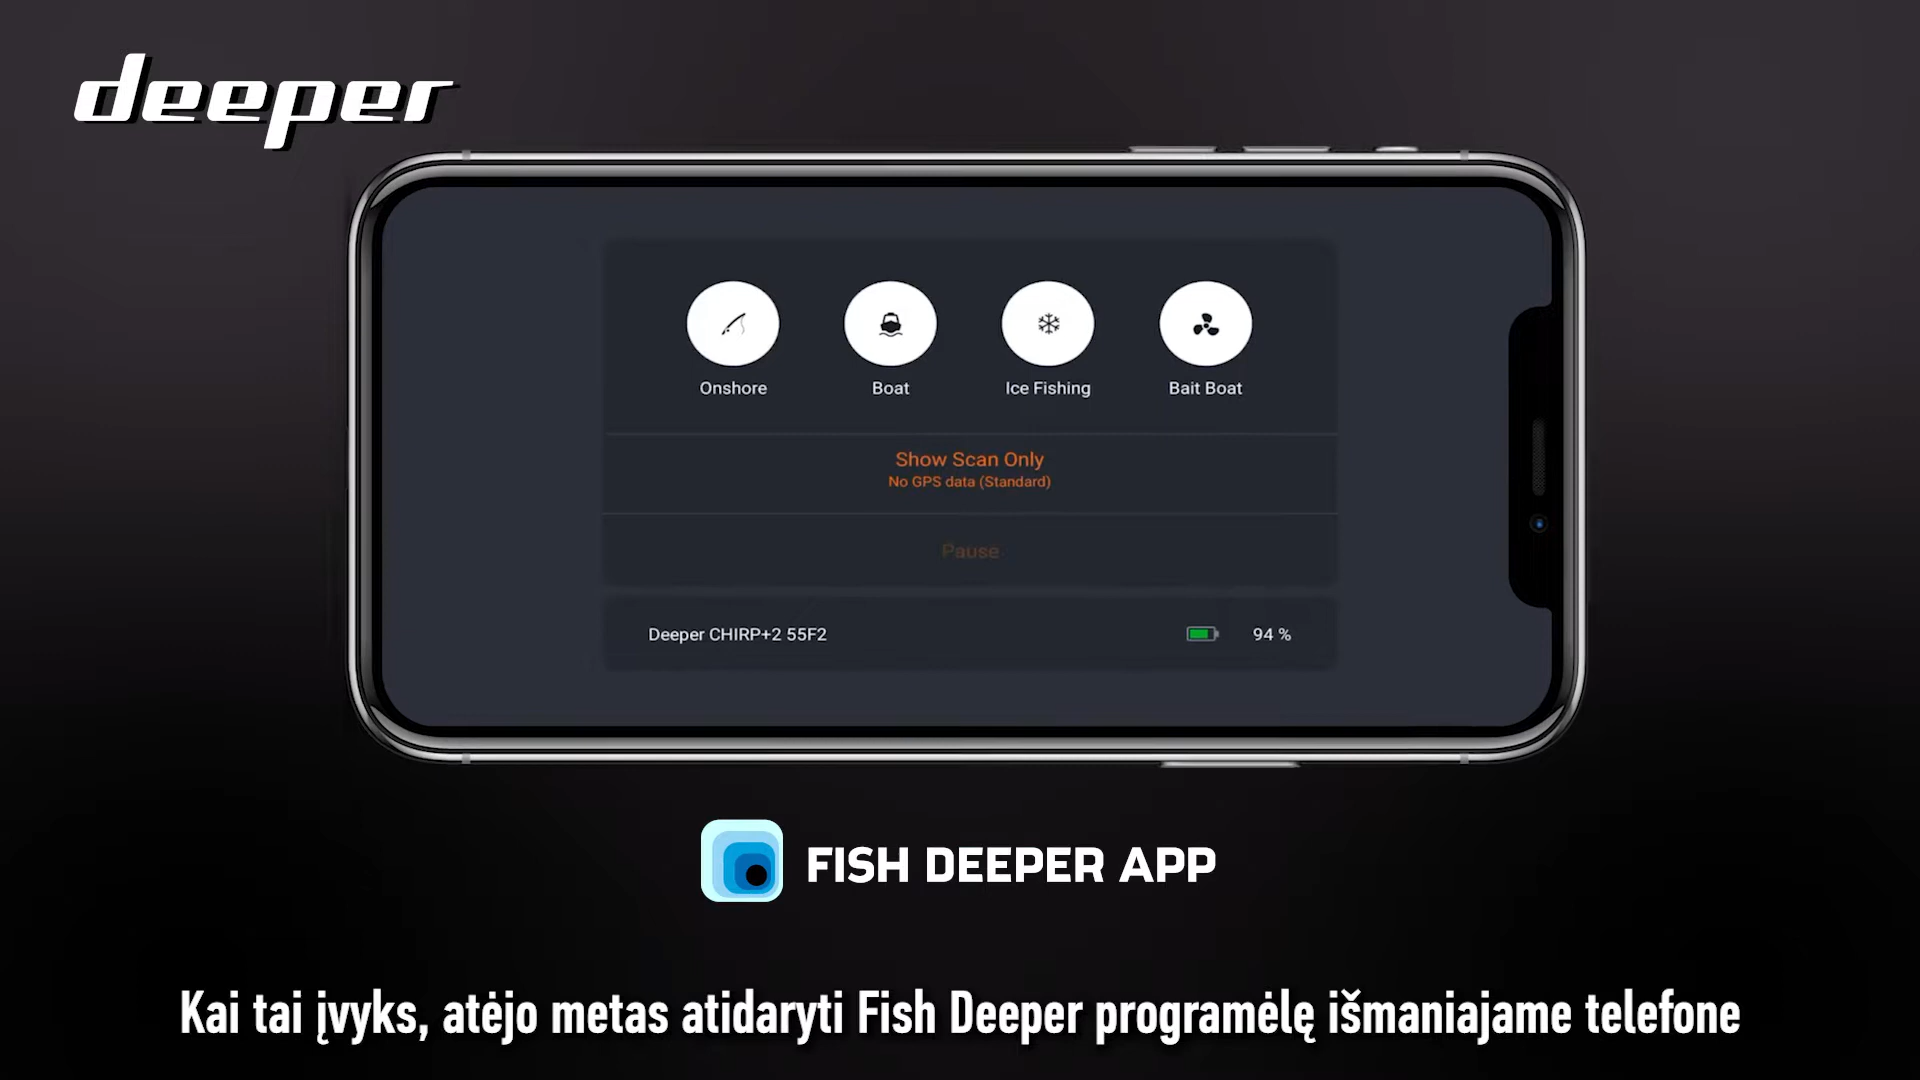 deeper
Onshore
Boat
Ice Fishing
Bait Boat
Show Scan Only
No GPS data (Standard)
Pause
Deeper CHIRP+2 55F2
94 %
FISH DEEPER APP
Kai tai įvyks, atėjo metas atidaryti Fish Deeper programėlę išmaniajame telefone